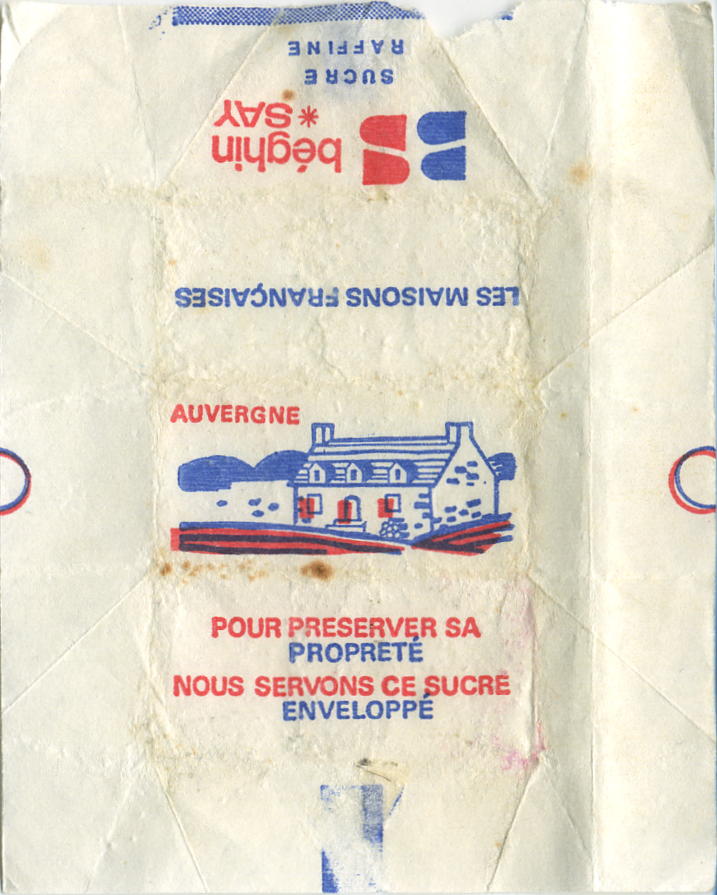 SUCRE
RAFFINE
béghin
*SAY
LES MAISONS FRANÇAISES
AUVERGNE
POUR PRESERVER SA
PROPRETÉ
NOUS SERVONS CE SUCRE
ENVELOPPÉ